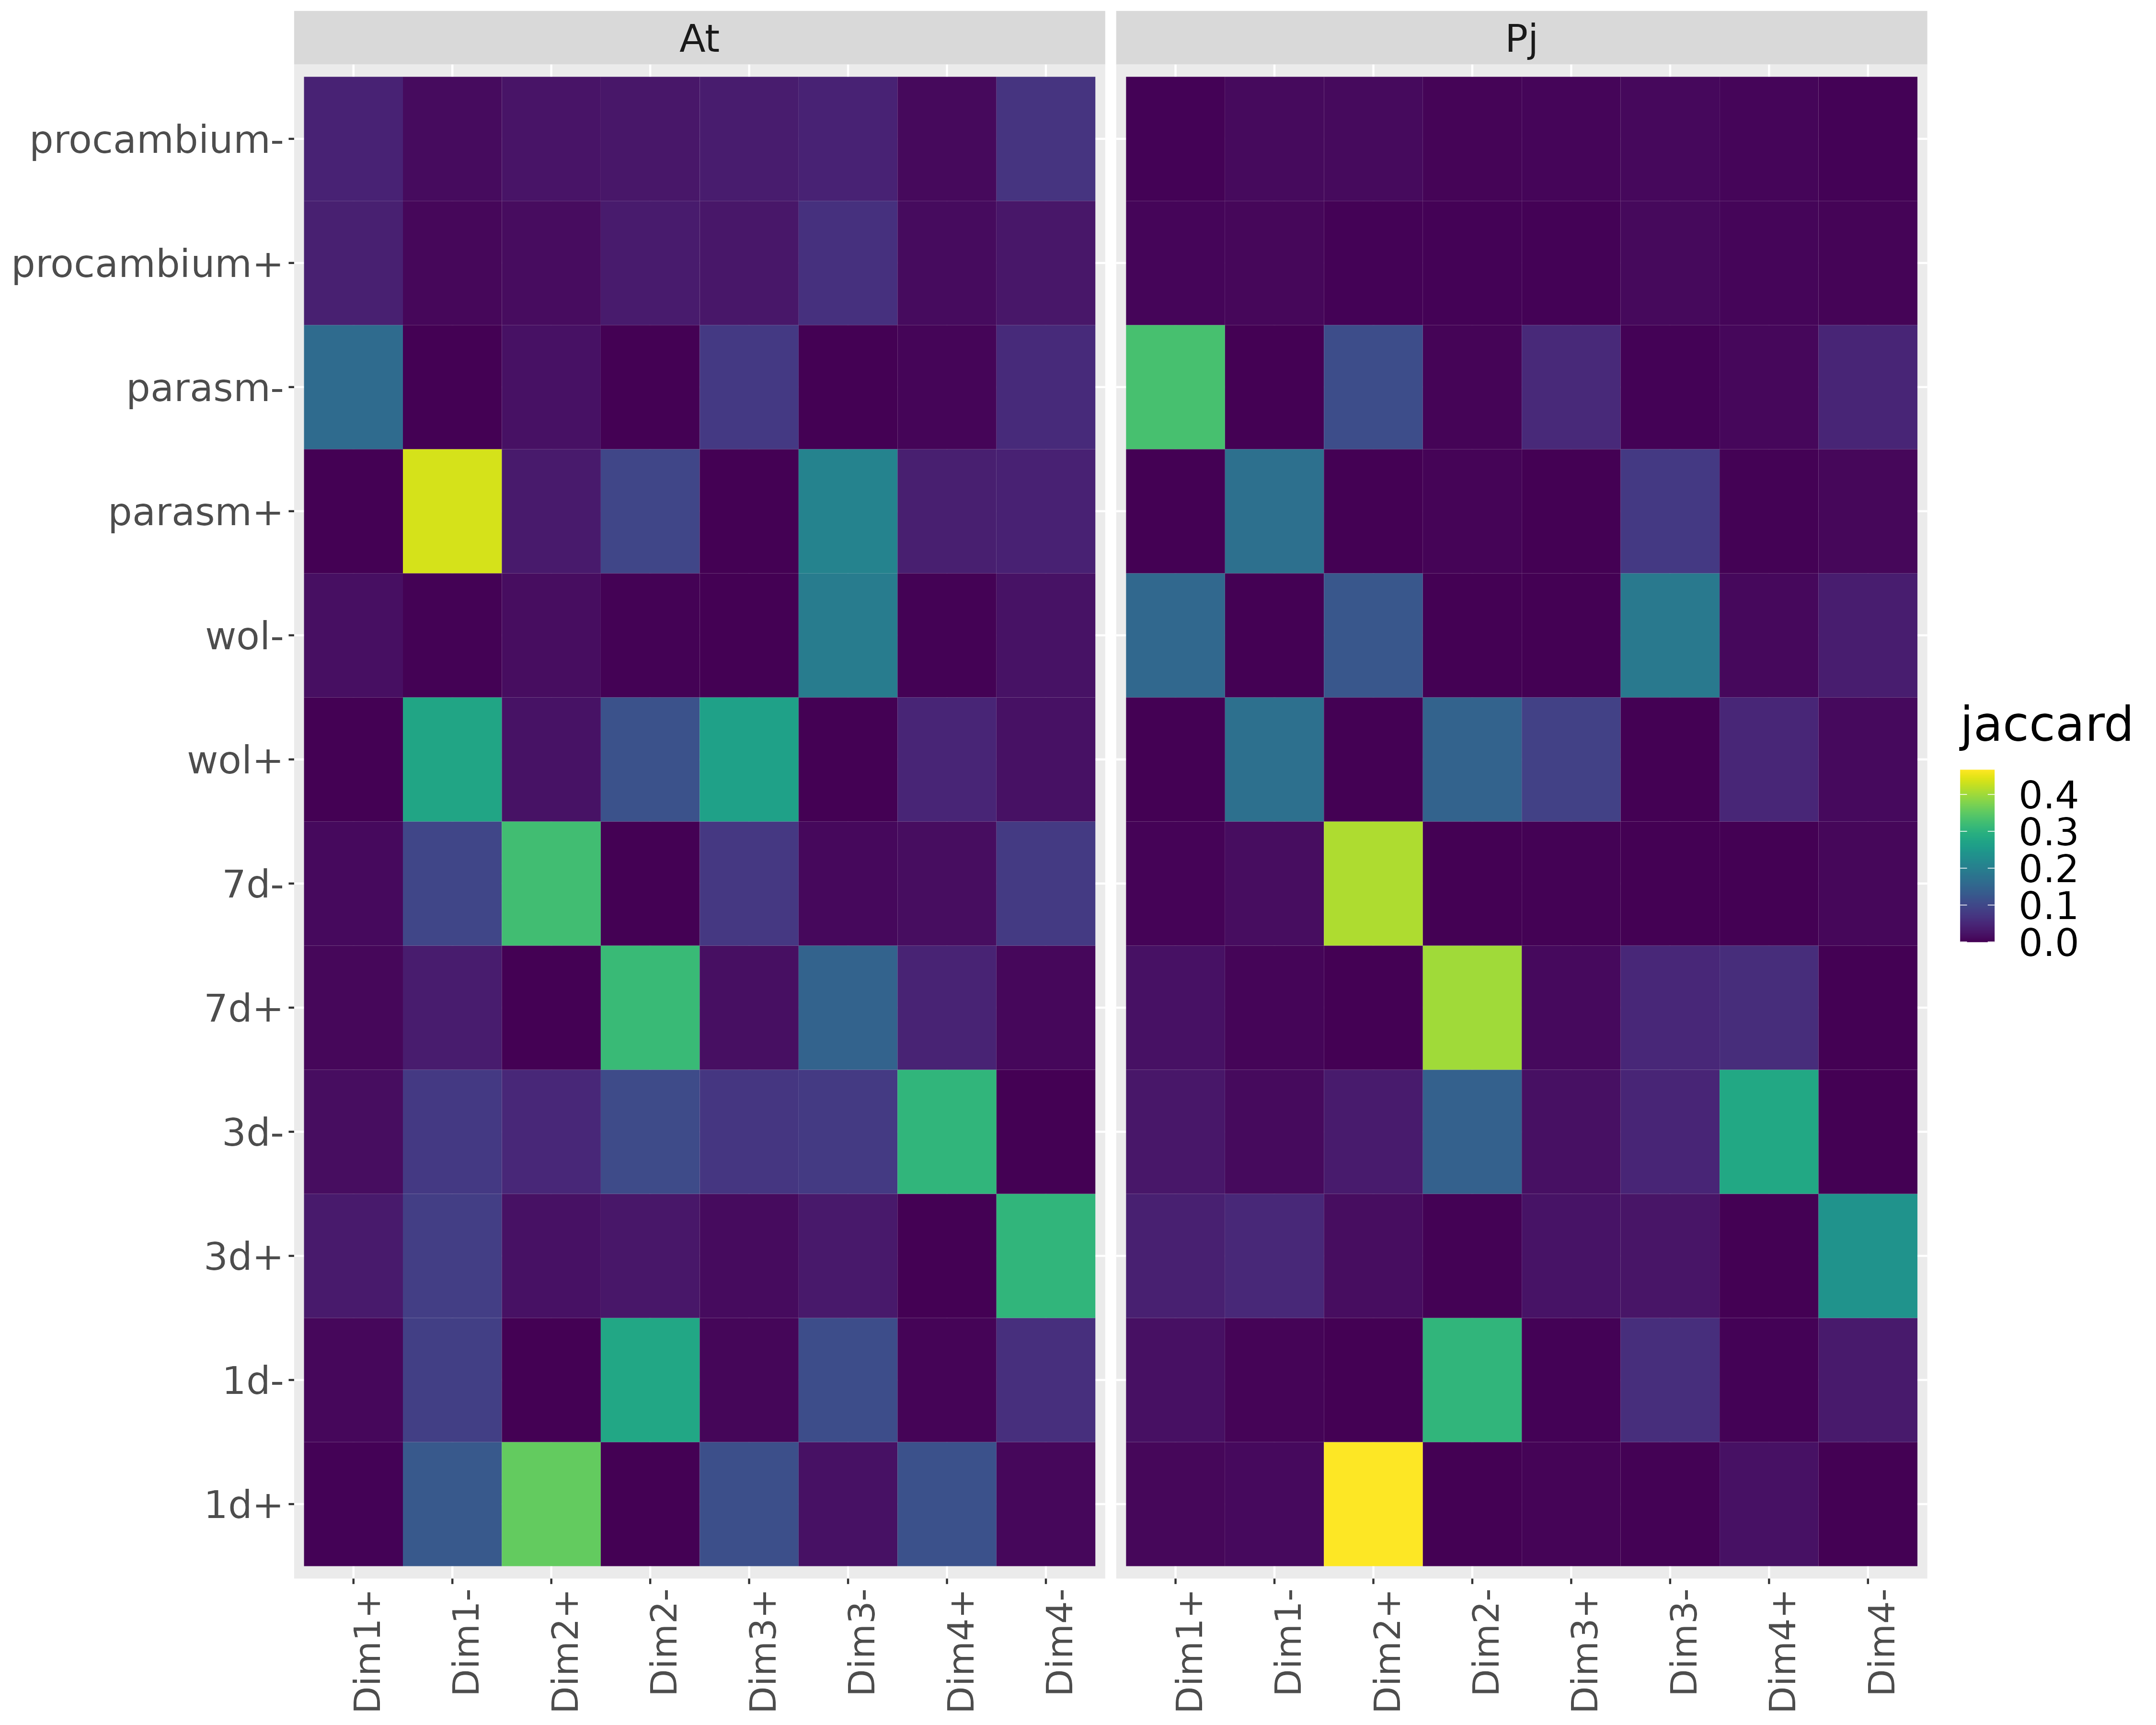 At
Pj
procambium-
procambium+
parasm-
parasm+
wol-
wol+
7d-
7d+
3d-
3d+
1d-
1d+
jaccard
0.4
0.3
0.2
0.1
0.0
Dim1+
Dim1-
Dim2+
Dim2-
Dim3+
Dim3-
Dim4+
Dim4-
Dim1+
Dim1-
Dim2+
Dim2-
Dim3+
Dim3-
Dim4+
Dim4-